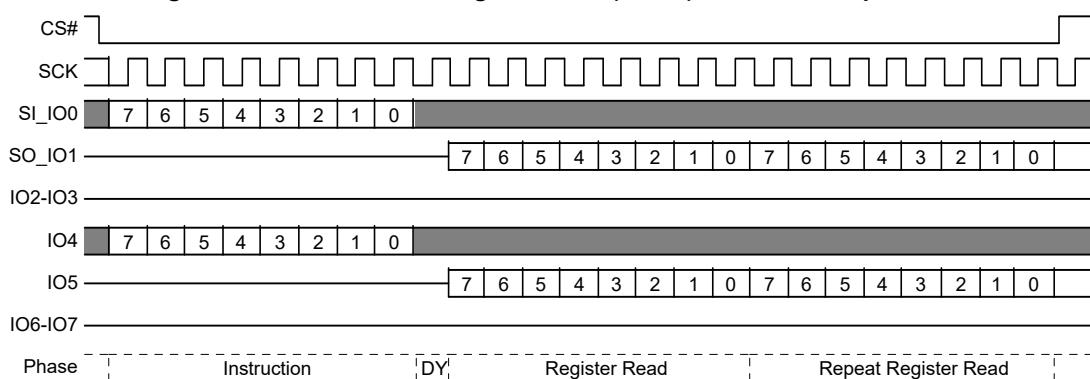 CS#
SCK
SI_IO0 7 6 5 4 3 2 1 0
SO_IO1 7 6 5 4 3 2 1 0 7 6 5 4 3 2 1 0
IO2-IO3
IO4 7 6 5 4 3 2 1 0
IO5 7 6 5 4 3 2 1 0 7 6 5 4 3 2 1 0
IO6-IO7
Phase Instruction DY Register Read Repeat Register Read